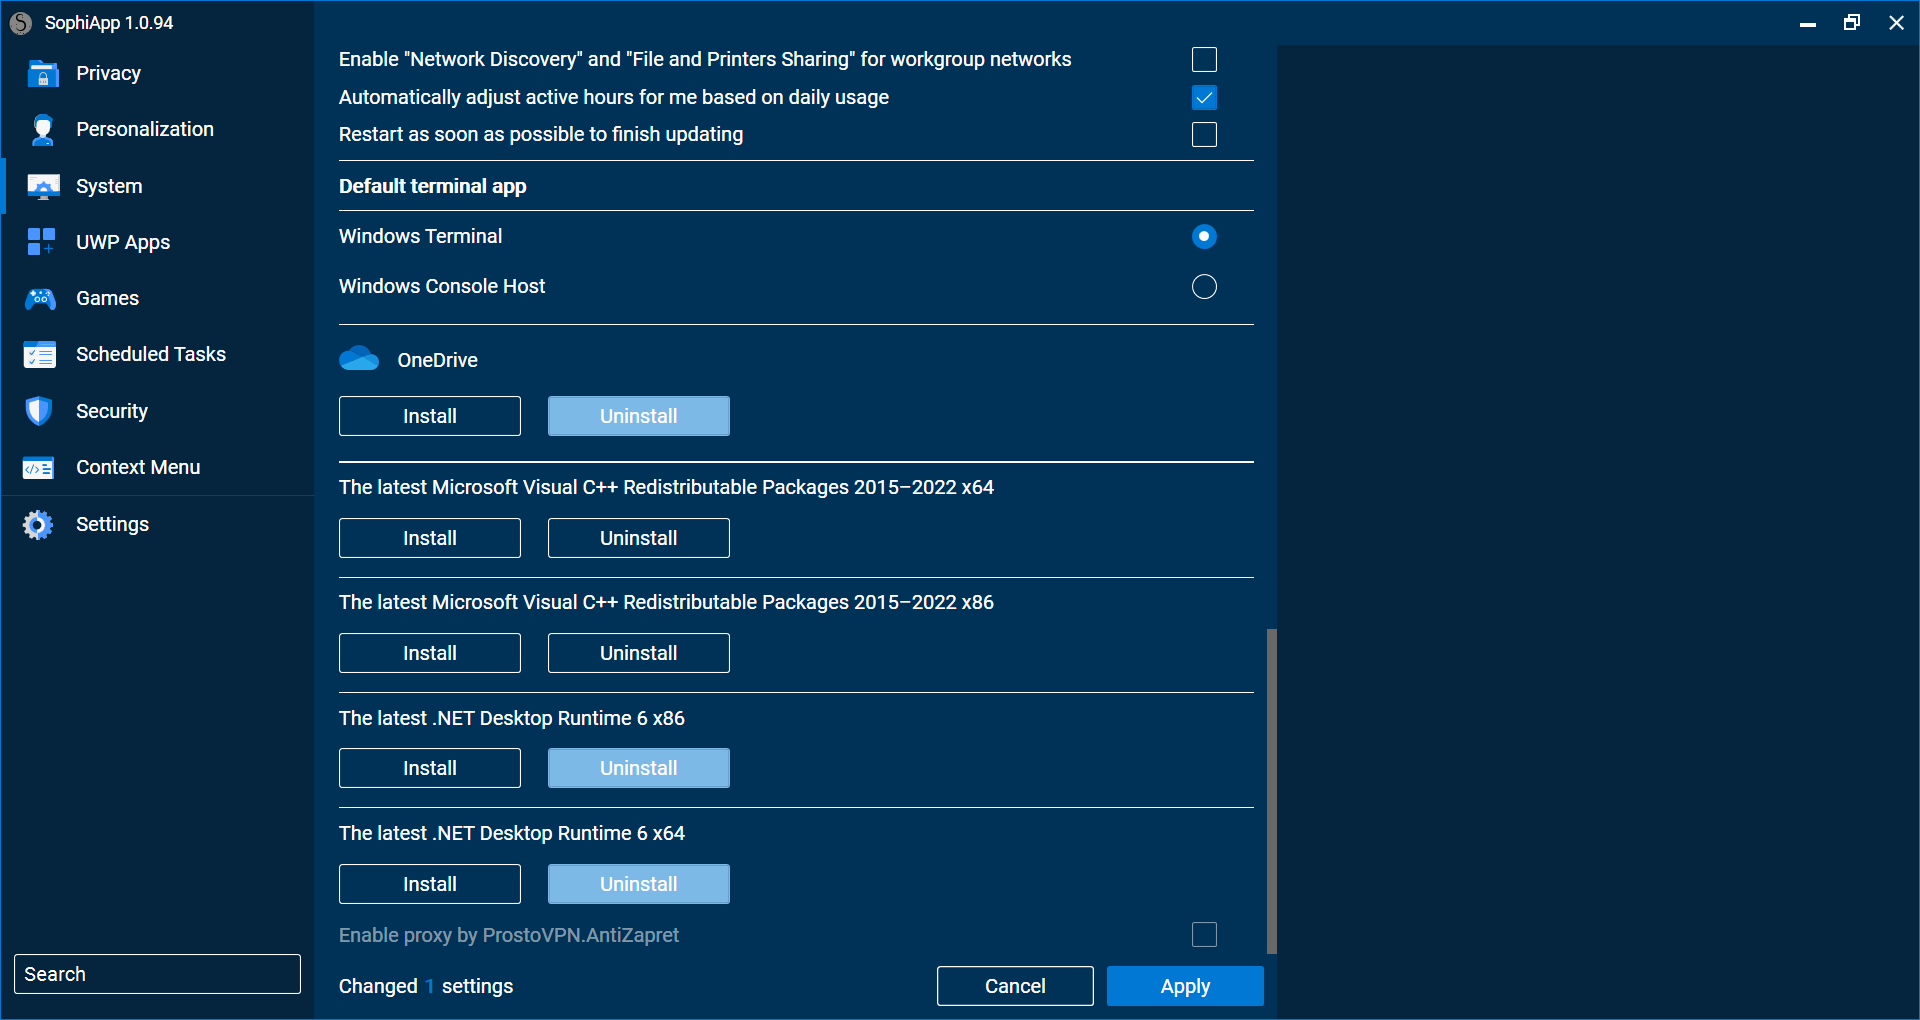 SophiApp 1.0.94
Privacy
Personalization
System
UWP Apps
Games
Scheduled Tasks
Security
Context Menu
Settings
Search
Enable "Network Discovery" and "File and Printers Sharing" for workgroup networks
Automatically adjust active hours for me based on daily usage
Restart as soon as possible to finish updating
Default terminal app
Windows Terminal
Windows Console Host
OneDrive
Install Uninstall
The latest Microsoft Visual C++ Redistributable Packages 2015–2022 x64
Install Uninstall
The latest Microsoft Visual C++ Redistributable Packages 2015–2022 x86
Install Uninstall
The latest .NET Desktop Runtime 6 x86
Install Uninstall
The latest .NET Desktop Runtime 6 x64
Install Uninstall
Enable proxy by ProstoVPN.AntiZapret
Changed 1 settings
Cancel Apply